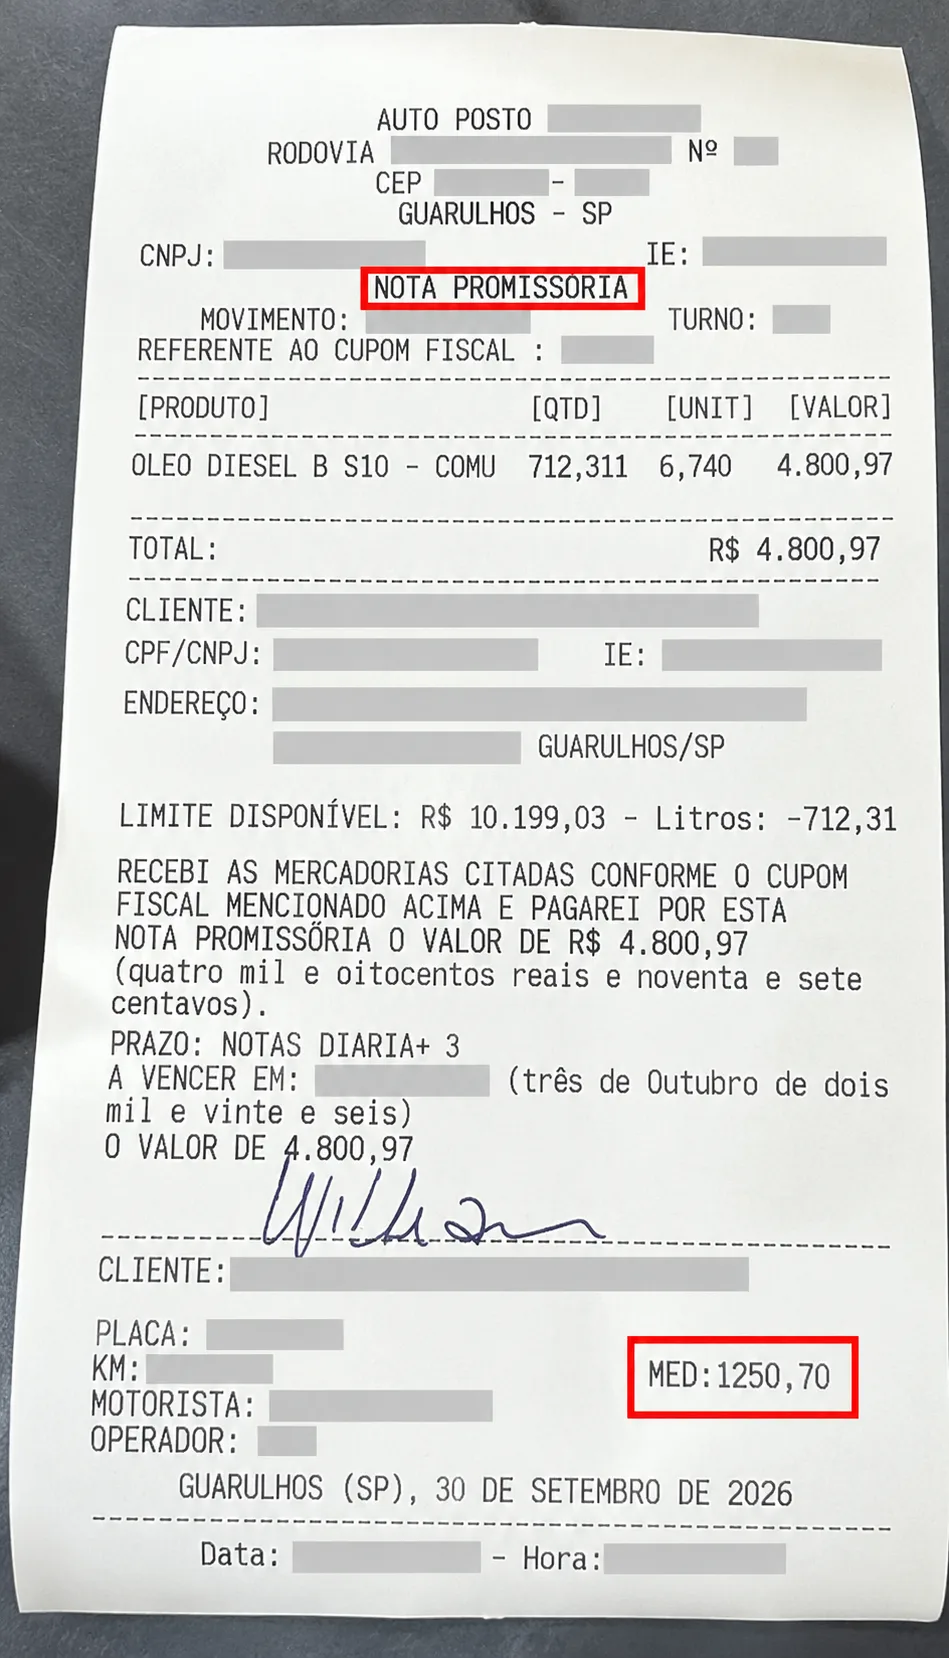 AUTO POSTO
RODOVIA Nº
CEP -
GUARULHOS - SP
CNPJ: IE:
NOTA PROMISSÓRIA
MOVIMENTO: TURNO:
REFERENTE AO CUPOM FISCAL :
[PRODUTO] [QTD] [UNIT] [VALOR]
OLEO DIESEL B S10 - COMU 712,311 6,740 4.800,97
TOTAL: R$ 4.800,97
CLIENTE:
CPF/CNPJ: IE:
ENDEREÇO:
GUARULHOS/SP
LIMITE DISPONÍVEL: R$ 10.199,03 - Litros: -712,31
RECEBI AS MERCADORIAS CITADAS CONFORME O CUPOM
FISCAL MENCIONADO ACIMA E PAGAREI POR ESTA
NOTA PROMISSÓRIA O VALOR DE R$ 4.800,97
(quatro mil e oitocentos reais e noventa e sete
centavos).
PRAZO: NOTAS DIARIA+ 3
A VENCER EM: (três de Outubro de dois
mil e vinte e seis)
O VALOR DE 4.800,97
William
CLIENTE:
PLACA:
KM: MED:1250,70
MOTORISTA:
OPERADOR:
GUARULHOS (SP), 30 DE SETEMBRO DE 2026
Data: - Hora: